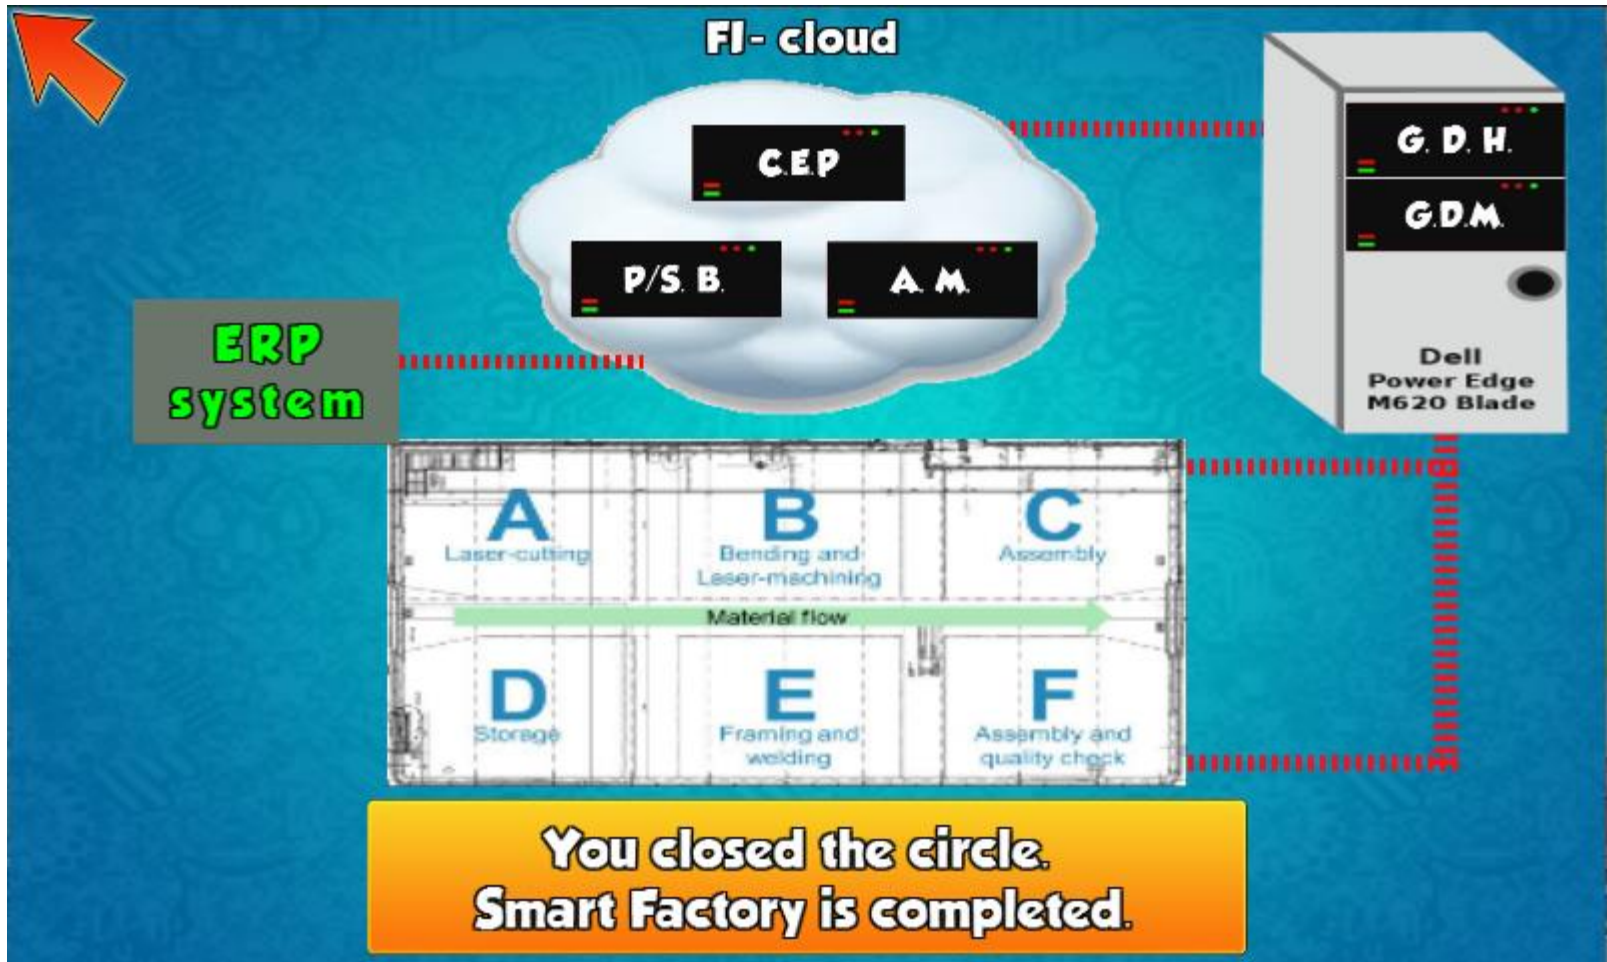 FI- cloud
C.E.P
G. D. H.
G.D.M.
P/S. B.
A. M.
ERP
system
Dell
Power Edge
M620 Blade
A
Laser-cutting
B
Bending and
Laser-machining
C
Assembly
Material flow
D
Storage
E
Framing and
welding
F
Assembly and
quality check
You closed the circle.
Smart Factory is completed.